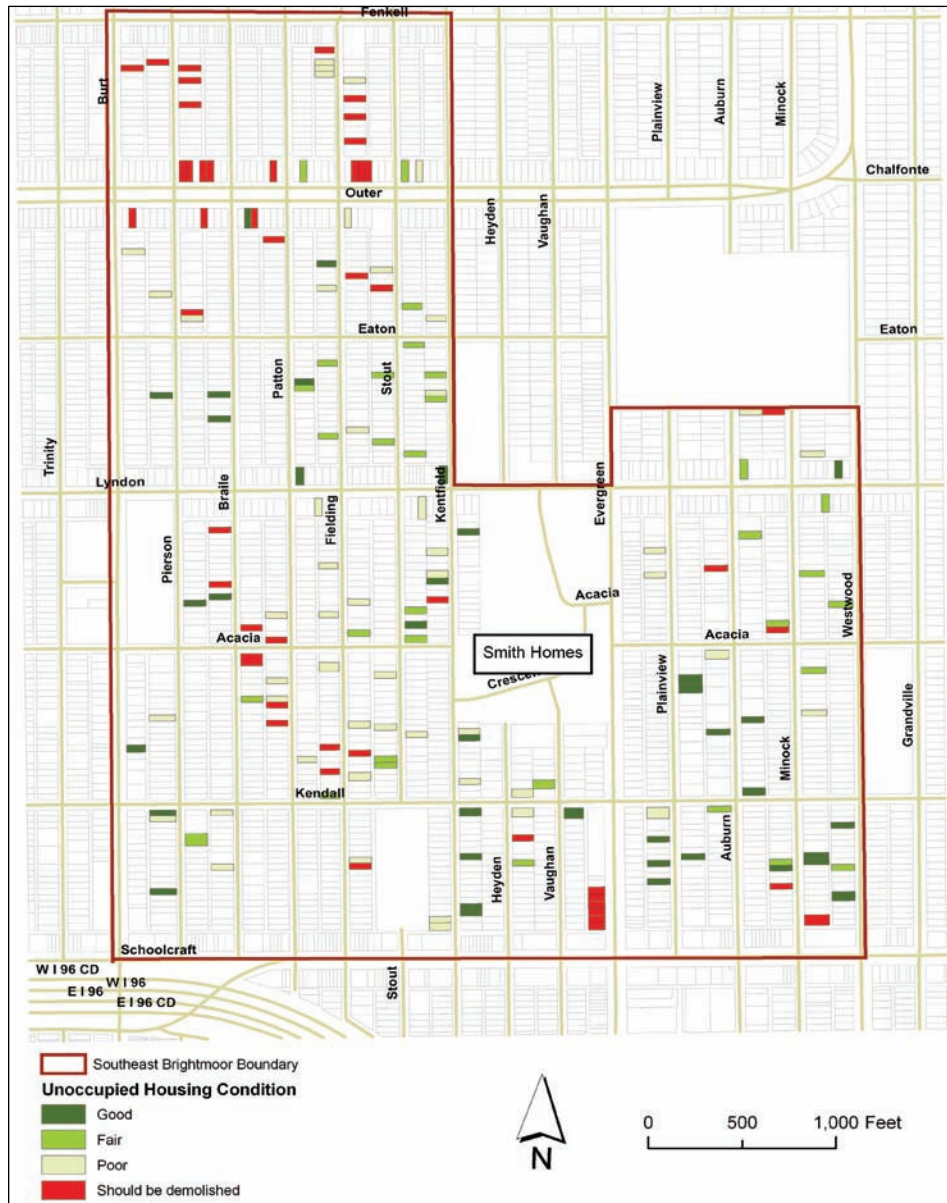 Fenkell
Burt
Plainview
Auburn
Minock
Chalfonte
Outer
Heyden
Vaughan
Eaton
Eaton
Patton
Stout
Trinity
Lyndon
Braile
Fielding
Kentfield
Evergreen
Pierson
Acacia
Westwood
Acacia
Acacia
Smith Homes
Plainview
Grandville
Minock
Kendall
Auburn
Heyden
Vaughan
Schoolcraft
W I 96 CD
W I 96
E I 96
E I 96 CD
Stout
Southeast Brightmoor Boundary
Unoccupied Housing Condition
Good
Fair
Poor
Should be demolished
N
0 500 1,000 Feet